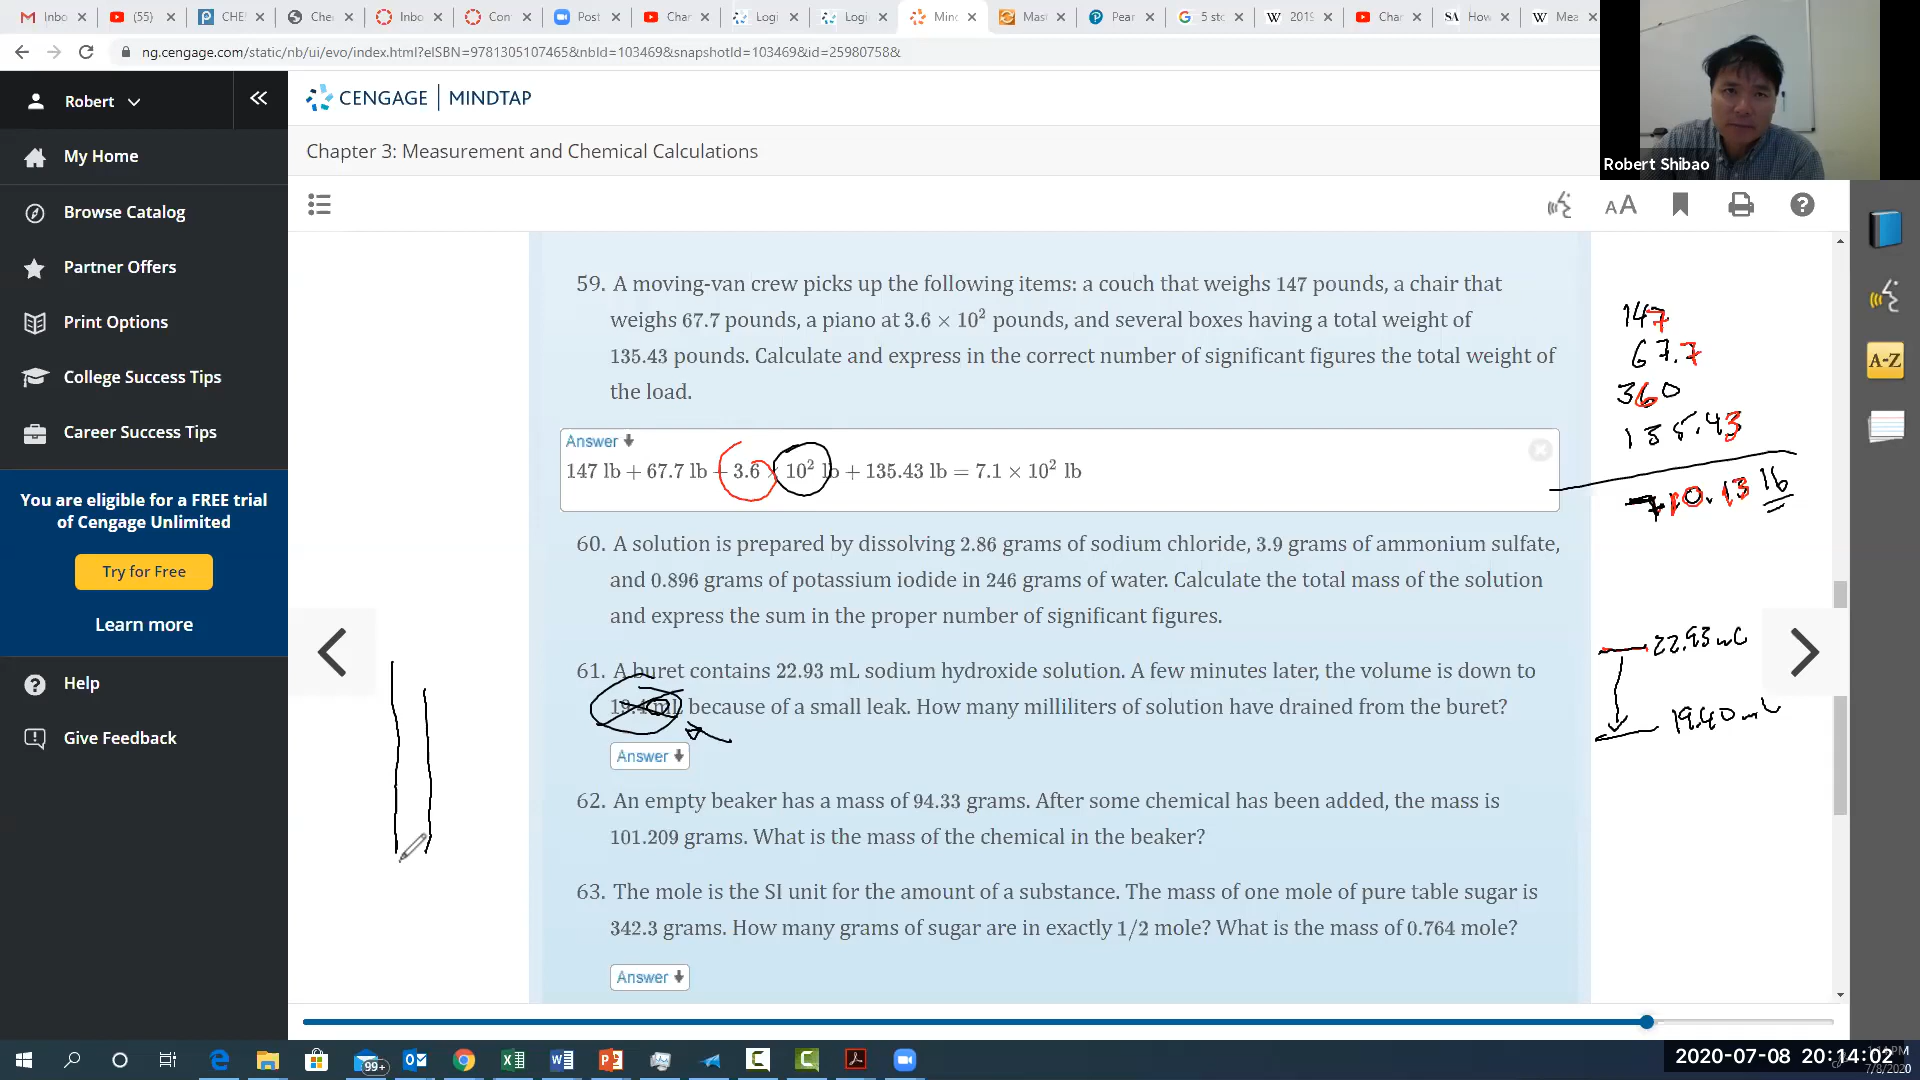 Inbo
(55)
CHE
Che
Inbo
Con
Post
Char
Logi
Logi
Minc
Mast
Pear
5 sto
2019
Char
How
Mea
ng.cengage.com/static/nb/ui/evo/index.html?eISBN=9781305107465&nbId=103469&snapshotId=103469&id=25980758&
Robert
CENGAGE | MINDTAP
Chapter 3: Measurement and Chemical Calculations
Robert Shibao
My Home
Browse Catalog
Partner Offers
Print Options
College Success Tips
Career Success Tips
You are eligible for a FREE trial
of Cengage Unlimited
Try for Free
Learn more
Help
Give Feedback
AA
A-Z
59. A moving-van crew picks up the following items: a couch that weighs 147 pounds, a chair that
weighs 67.7 pounds, a piano at 3.6 × 10² pounds, and several boxes having a total weight of
135.43 pounds. Calculate and express in the correct number of significant figures the total weight of
the load.
Answer
147 lb + 67.7 lb + 3.6 × 10² lb + 135.43 lb = 7.1 × 10² lb
60. A solution is prepared by dissolving 2.86 grams of sodium chloride, 3.9 grams of ammonium sulfate,
and 0.896 grams of potassium iodide in 246 grams of water. Calculate the total mass of the solution
and express the sum in the proper number of significant figures.
61. A buret contains 22.93 mL sodium hydroxide solution. A few minutes later, the volume is down to
19.4 mL because of a small leak. How many milliliters of solution have drained from the buret?
Answer
62. An empty beaker has a mass of 94.33 grams. After some chemical has been added, the mass is
101.209 grams. What is the mass of the chemical in the beaker?
63. The mole is the SI unit for the amount of a substance. The mass of one mole of pure table sugar is
342.3 grams. How many grams of sugar are in exactly 1/2 mole? What is the mass of 0.764 mole?
Answer
147
67.7
360
135.43
710.13 lb
22.93 mL
19.40 mL
99+
2020-07-08 20:14:02
7/8/2020